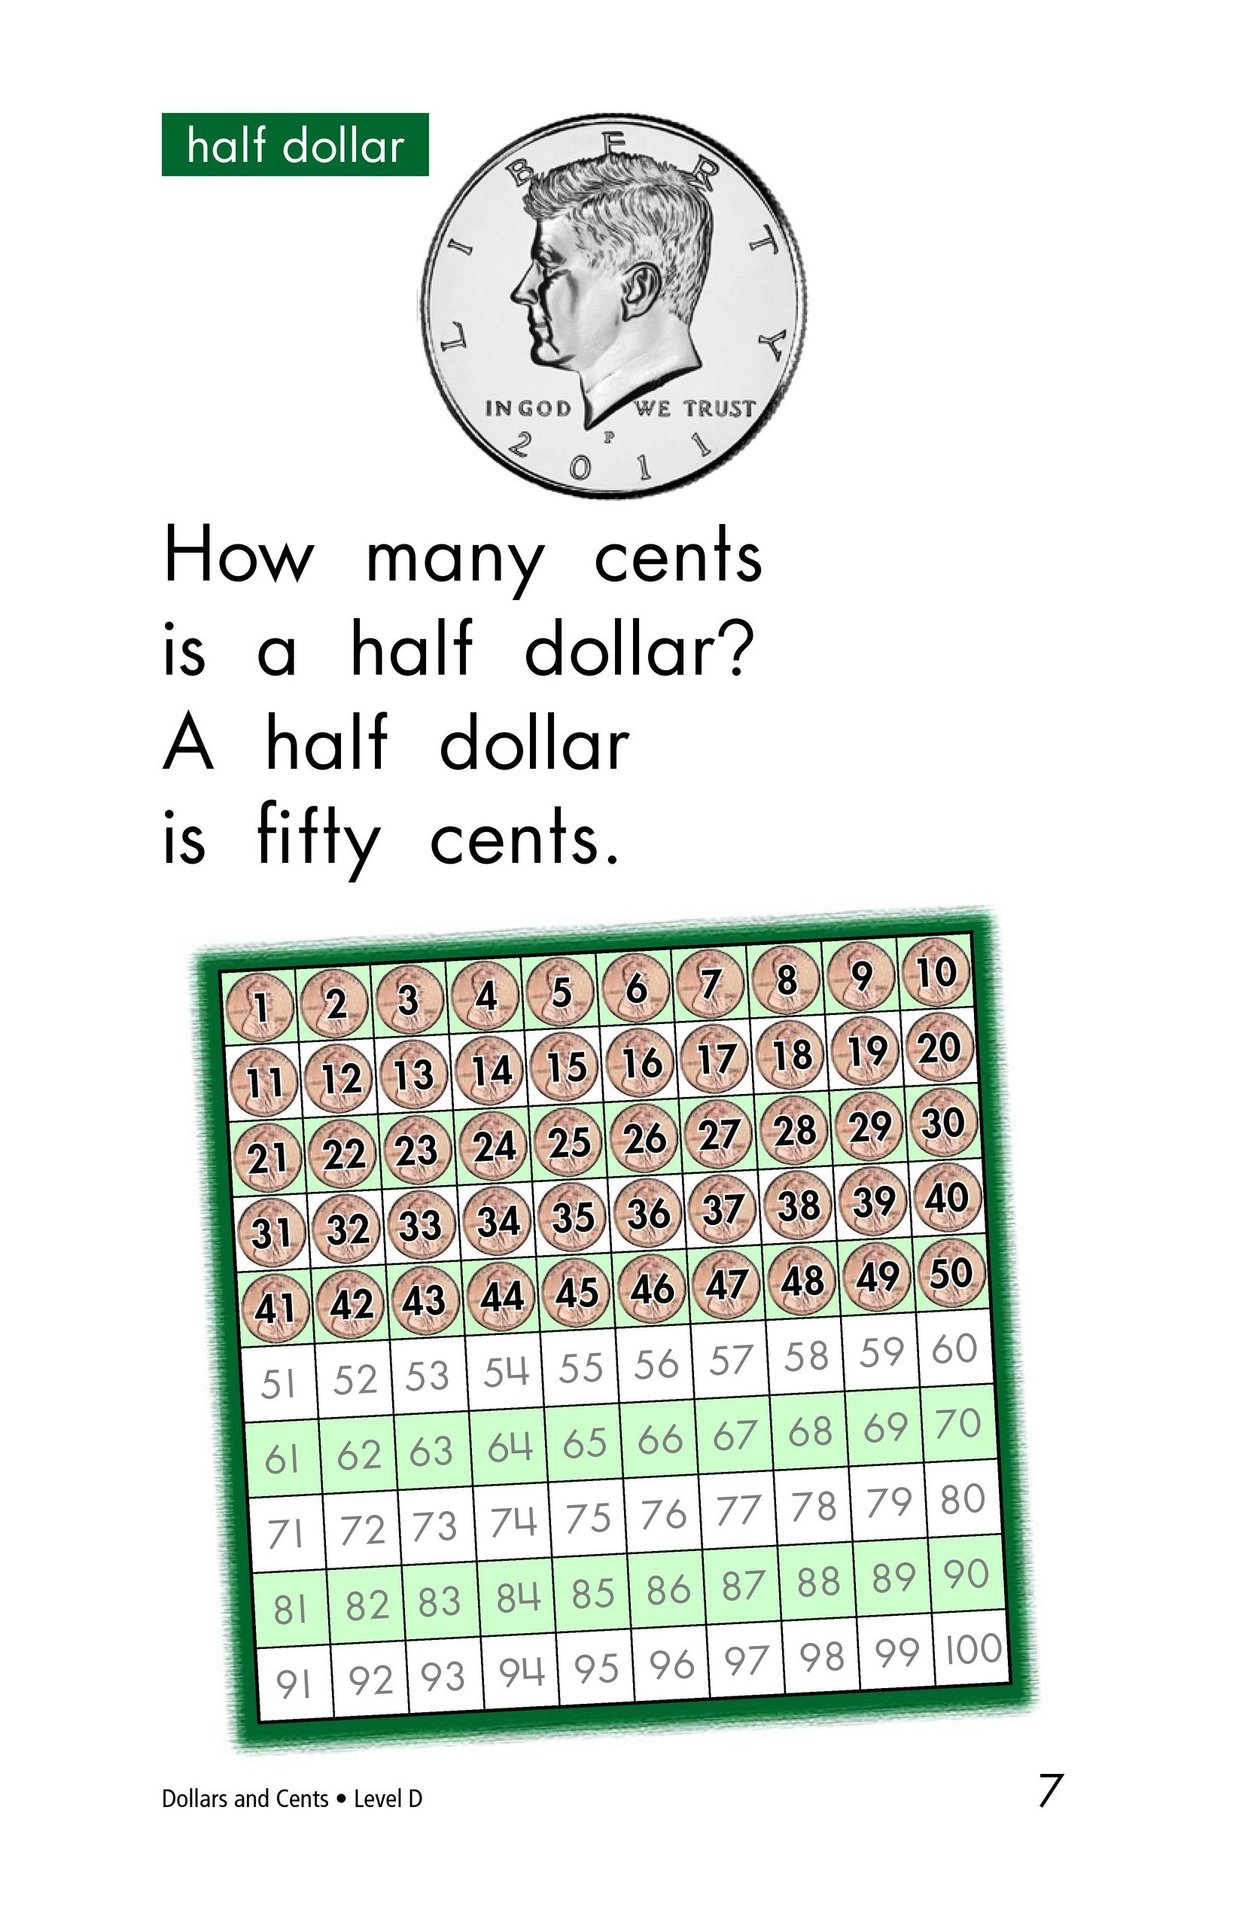 half dollar
LIBERTY
IN GOD WE TRUST
P
2011
How many cents
is a half dollar?
A half dollar
is fifty cents.
1 2 3 4 5 6 7 8 9 10
11 12 13 14 15 16 17 18 19 20
21 22 23 24 25 26 27 28 29 30
31 32 33 34 35 36 37 38 39 40
41 42 43 44 45 46 47 48 49 50
51 52 53 54 55 56 57 58 59 60
61 62 63 64 65 66 67 68 69 70
71 72 73 74 75 76 77 78 79 80
81 82 83 84 85 86 87 88 89 90
91 92 93 94 95 96 97 98 99 100
Dollars and Cents • Level D
7